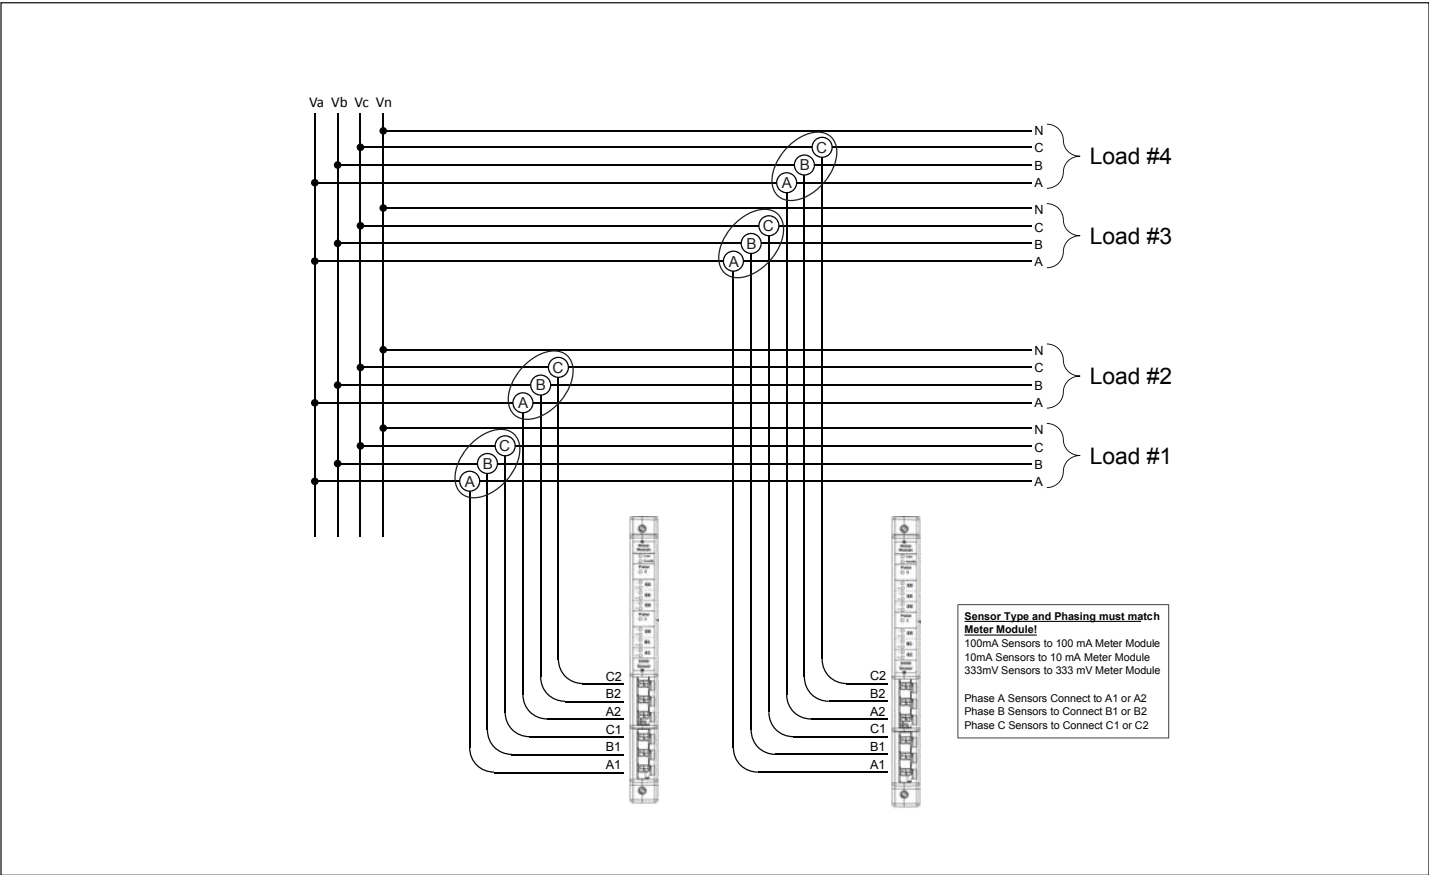 Va Vb Vc Vn
N
C
C
Load #4
B
B
A
A
N
C
C
Load #3
B
B
A
A
N
C
C
Load #2
B
B
A
A
N
C
C
Load #1
B
B
A
A
Sensor Type and Phasing must match
Meter Module!
100mA Sensors to 100 mA Meter Module
10mA Sensors to 10 mA Meter Module
333mV Sensors to 333 mV Meter Module
Phase A Sensors Connect to A1 or A2
Phase B Sensors to Connect B1 or B2
Phase C Sensors to Connect C1 or C2
C2
B2
A2
C1
B1
A1
C2
B2
A2
C1
B1
A1